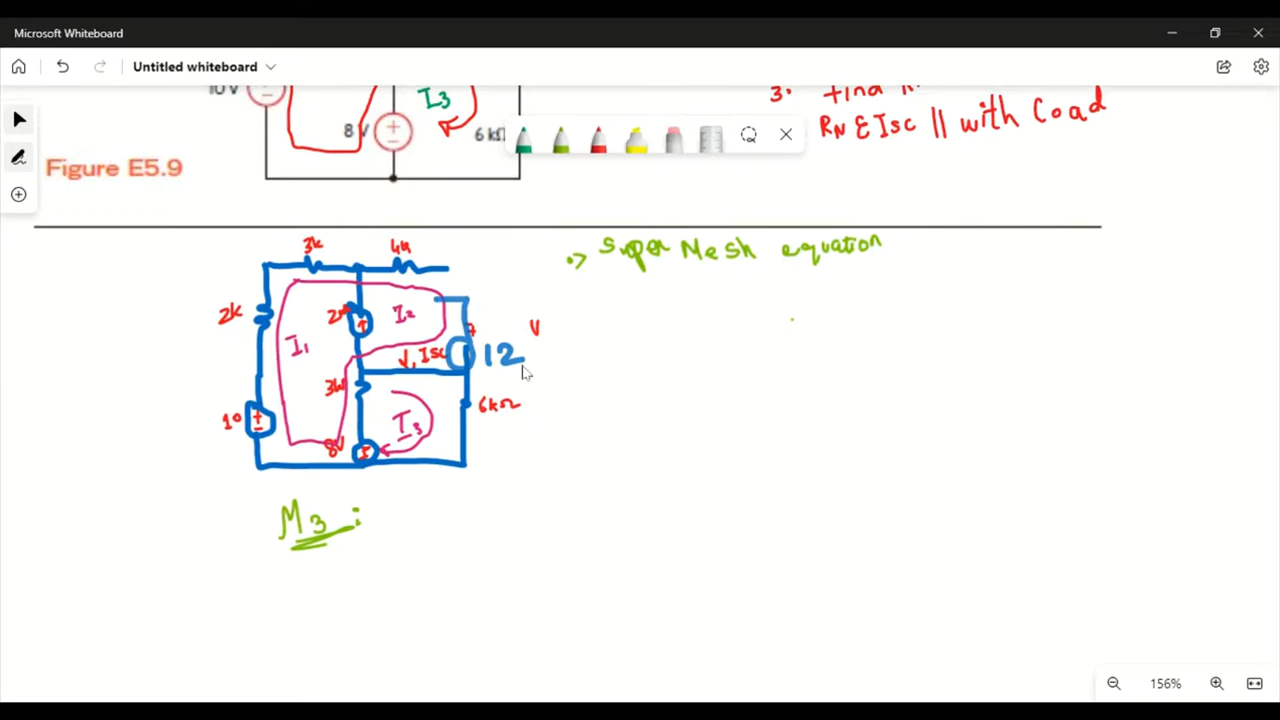 Microsoft Whiteboard
Untitled whiteboard
10 V
I3
8 V
6 kΩ
3.
find
RN & Isc || with Load
Figure E5.9
Super Mesh equation
3k
4k
2k
2m
I2
I1
V
+
Isc
12
3k
6kΩ
10
+
-
I3
8V
M3 :
156%